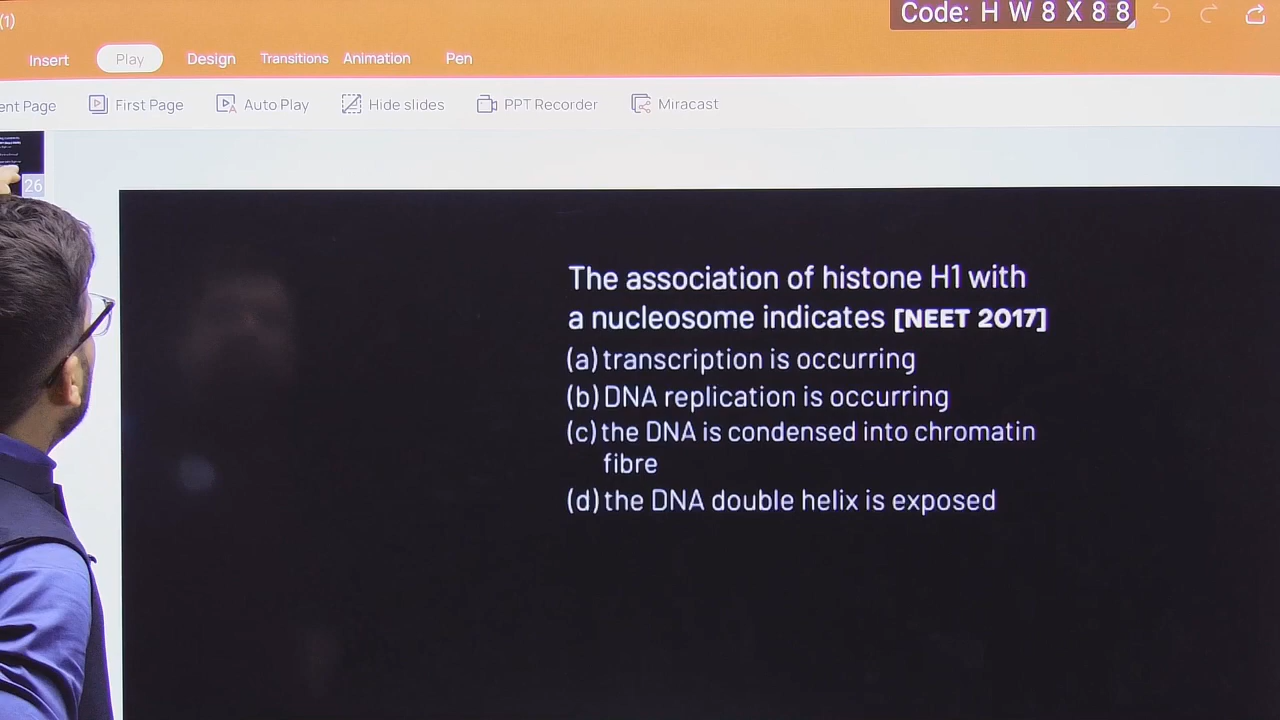 (1)
Code: H W 8 X 8 8
Insert
Play
Design
Transitions
Animation
Pen
ent Page
First Page
Auto Play
Hide slides
PPT Recorder
Miracast
26
The association of histone H1 with
a nucleosome indicates [NEET 2017]
(a) transcription is occurring
(b) DNA replication is occurring
(c) the DNA is condensed into chromatin
fibre
(d) the DNA double helix is exposed